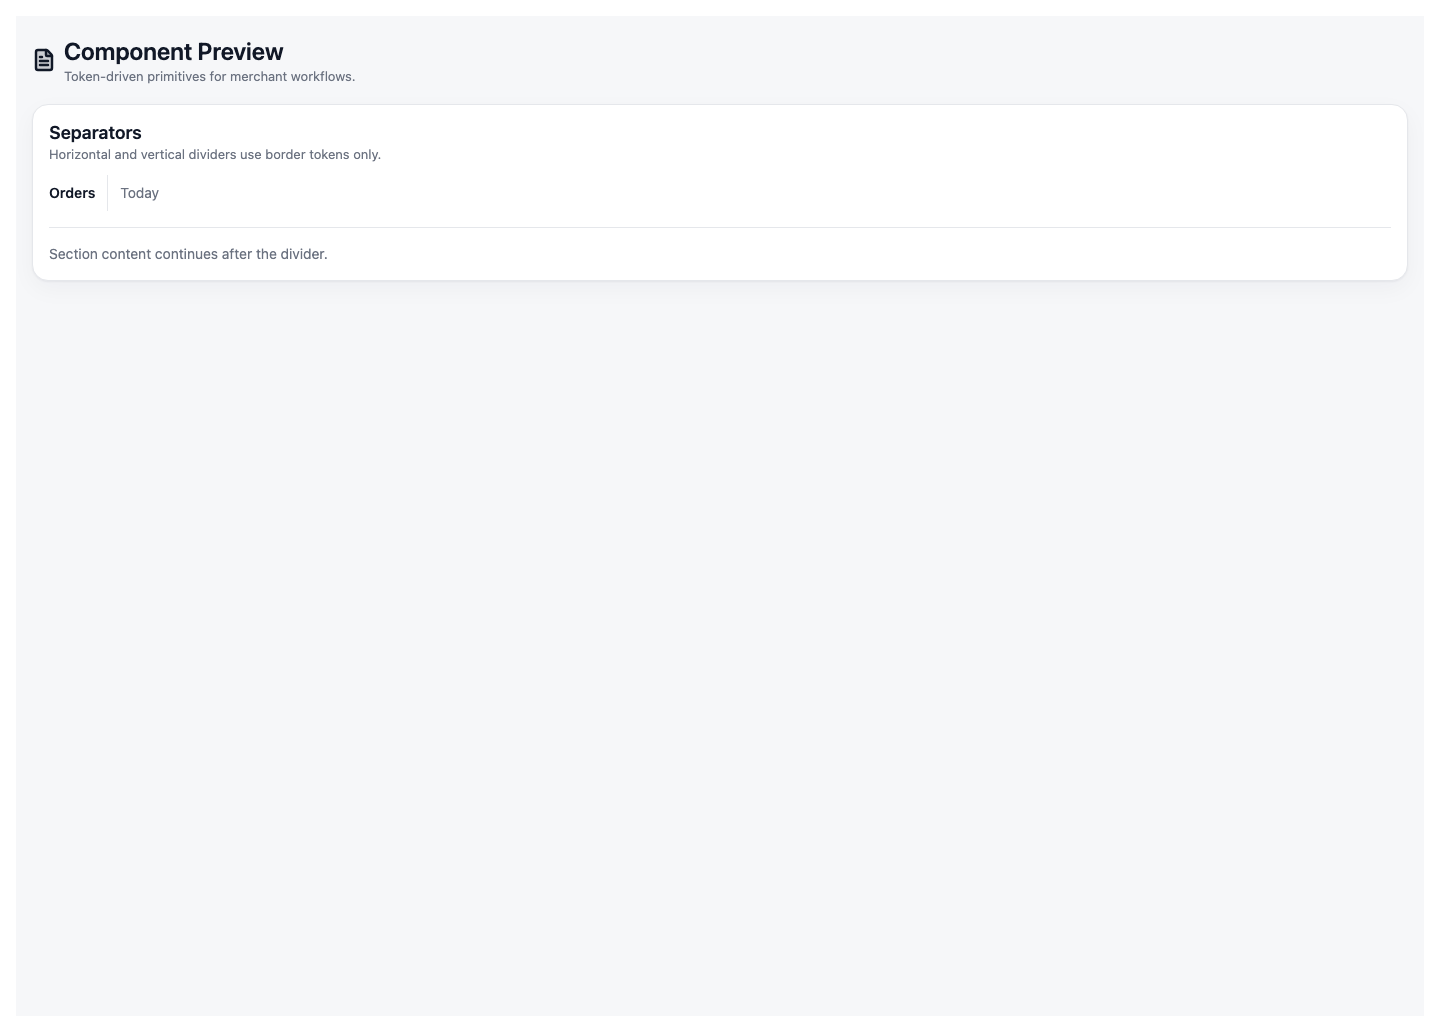 Component Preview
Token-driven primitives for merchant workflows.
Separators
Horizontal and vertical dividers use border tokens only.
Orders Today
Section content continues after the divider.